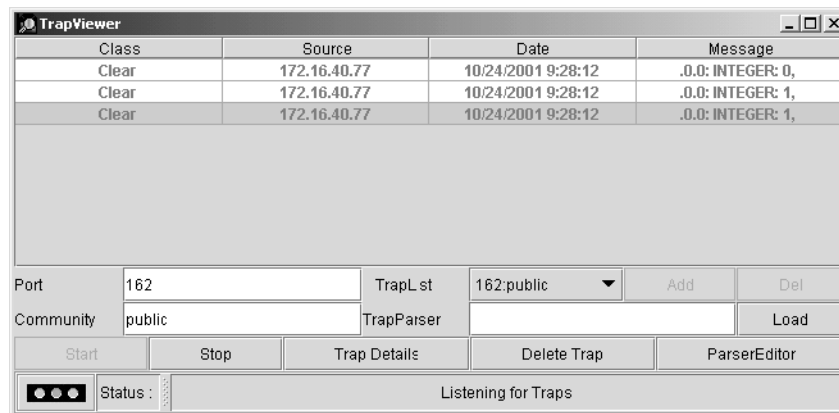 TrapViewer
Class Source Date Message
Clear 172.16.40.77 10/24/2001 9:28:12 .0.0: INTEGER: 0,
Clear 172.16.40.77 10/24/2001 9:28:12 .0.0: INTEGER: 1,
Clear 172.16.40.77 10/24/2001 9:28:12 .0.0: INTEGER: 1,
Port 162 TrapList 162:public Add Del
Community public TrapParser Load
Start Stop Trap Details Delete Trap ParserEditor
Status : Listening for Traps